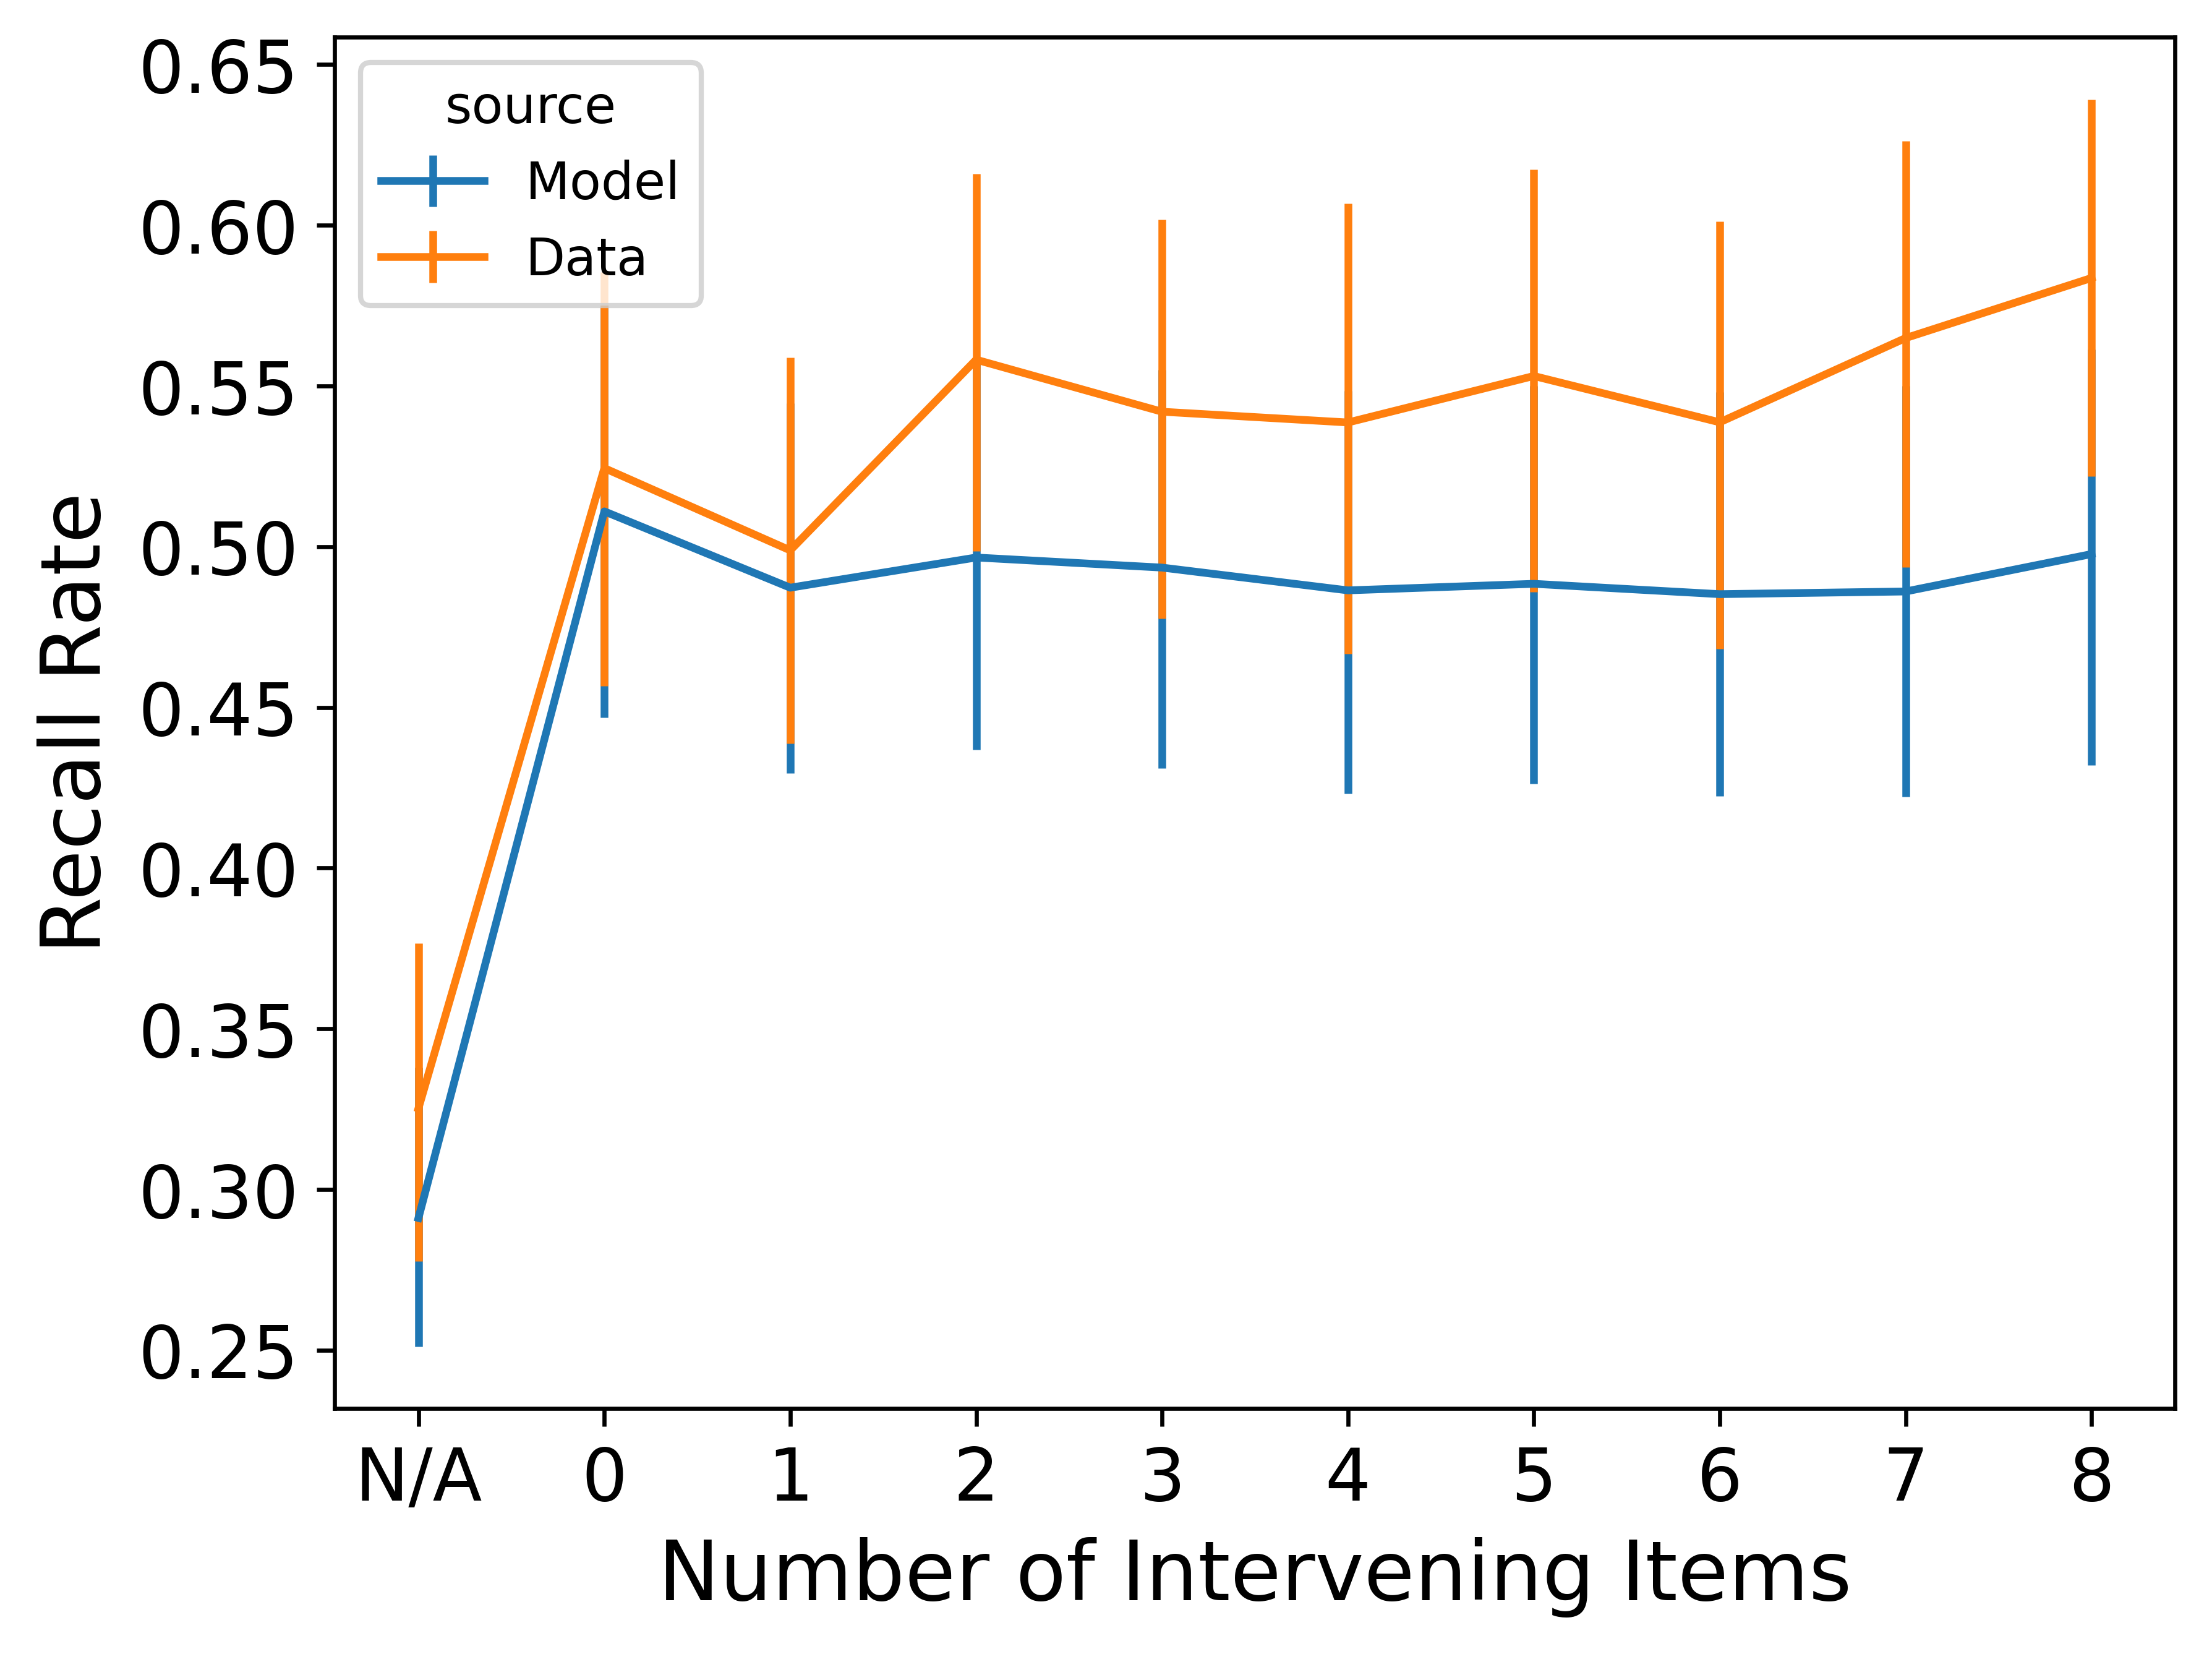 0.65
0.60
0.55
0.50
0.45
0.40
0.35
0.30
0.25
Recall Rate
source
Model
Data
N/A 0 1 2 3 4 5 6 7 8
Number of Intervening Items